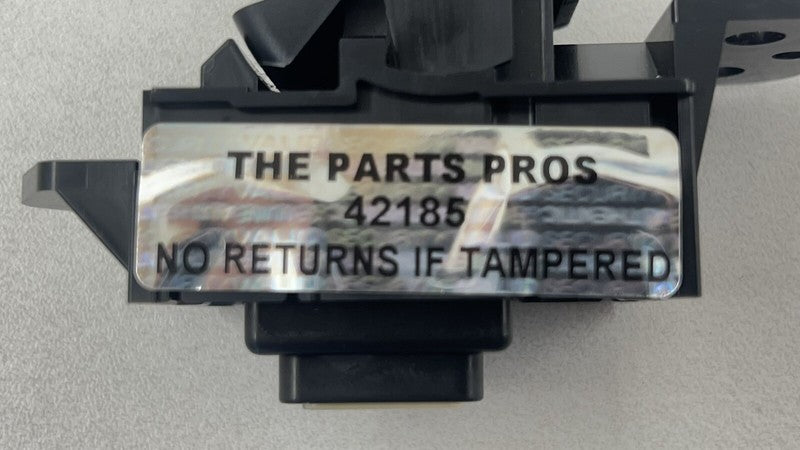 THE PARTS PROS
42185
NO RETURNS IF TAMPERED